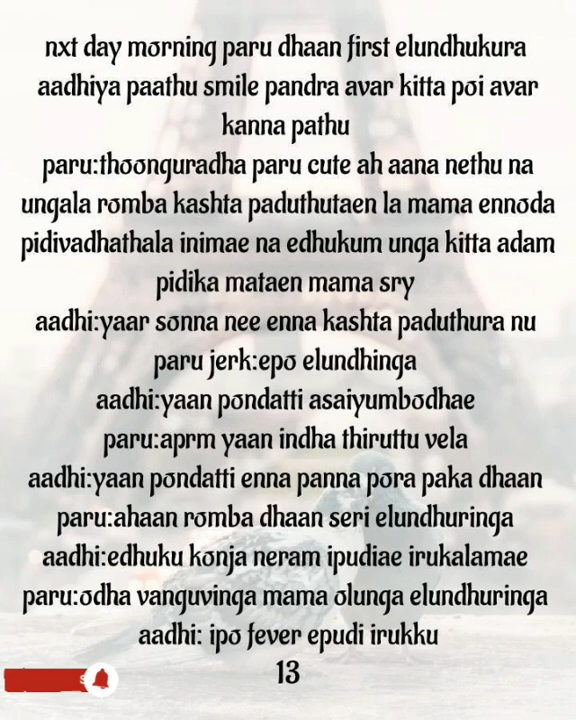 nxt day morning paru dhaan first elundhukura
aadhiya paathu smile pandra avar kitta poi avar
kanna pathu
paru:thoonguradha paru cute ah aana nethu na
ungala romba kashta paduthutaen la mama ennoda
pidivadhathala inimae na edhukum unga kitta adam
pidika mataen mama sry
aadhi:yaar sonna nee enna kashta paduthura nu
paru jerk:epo elundhinga
aadhi:yaan pondatti asaiyumbodhae
paru:aprm yaan indha thiruttu vela
aadhi:yaan pondatti enna panna pora paka dhaan
paru:ahaan romba dhaan seri elundhuringa
aadhi:edhuku konja neram ipudiae irukalamae
paru:odha vanguvinga mama olunga elundhuringa
aadhi: ipo fever epudi irukku
13